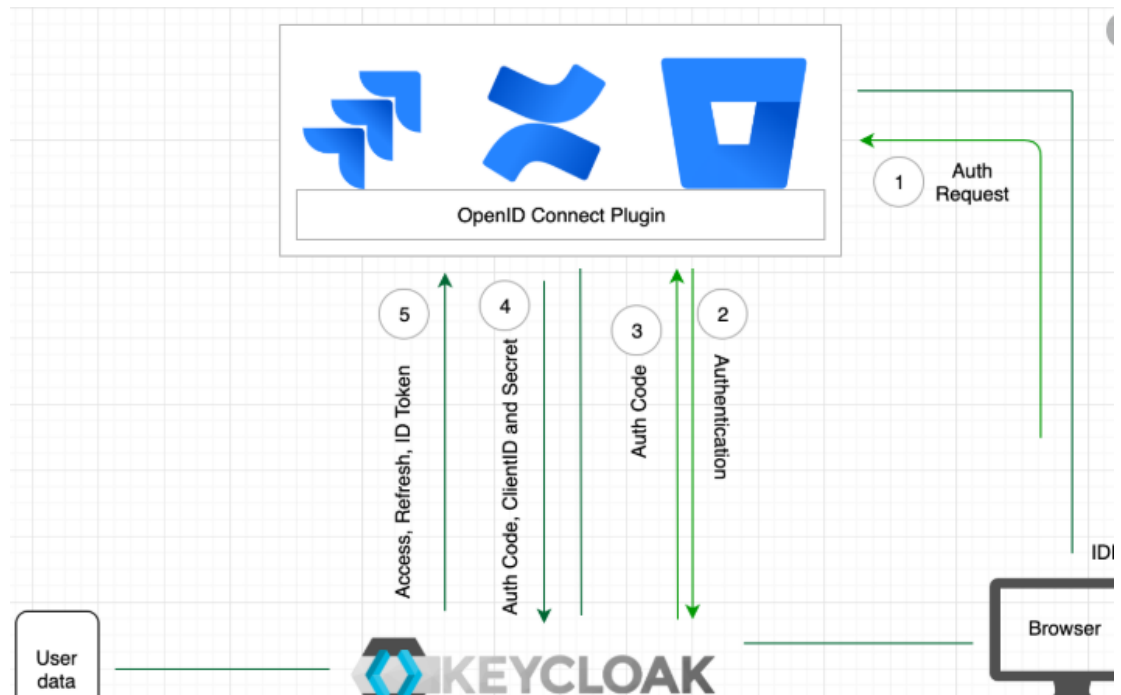 OpenID Connect Plugin
1
Auth
Request
5
4
3
2
Access, Refresh, ID Token
Auth Code, ClientID and Secret
Auth Code
Authentication
Browser
User
data
KEYCLOAK